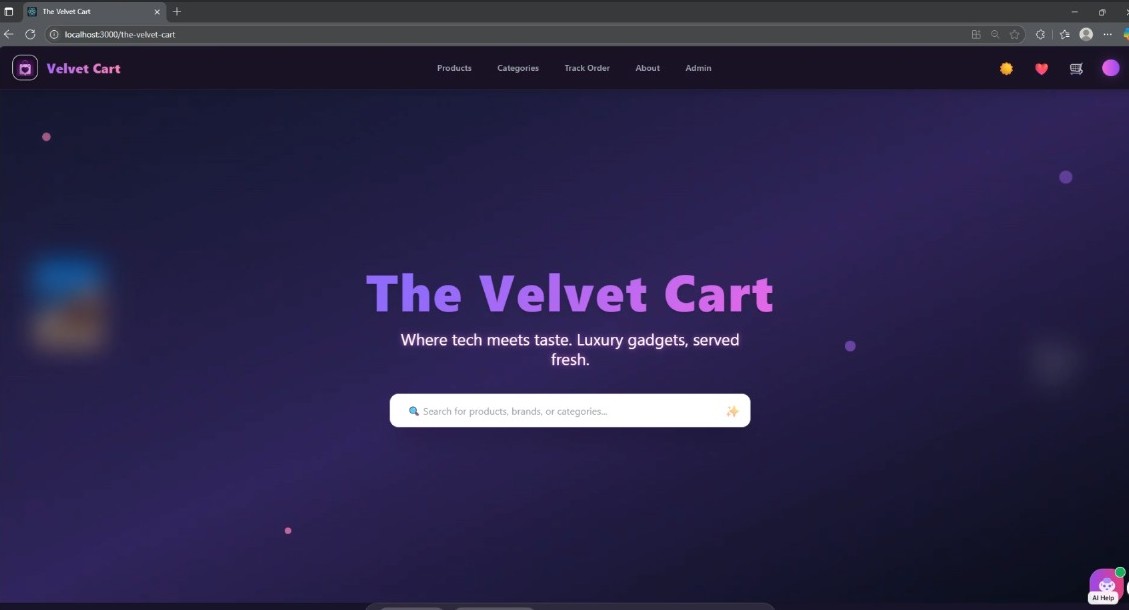 The Velvet Cart
localhost:3000/the-velvet-cart
Velvet Cart
Products Categories Track Order About Admin
The Velvet Cart
Where tech meets taste. Luxury gadgets, served
fresh.
Search for products, brands, or categories...
AI Help